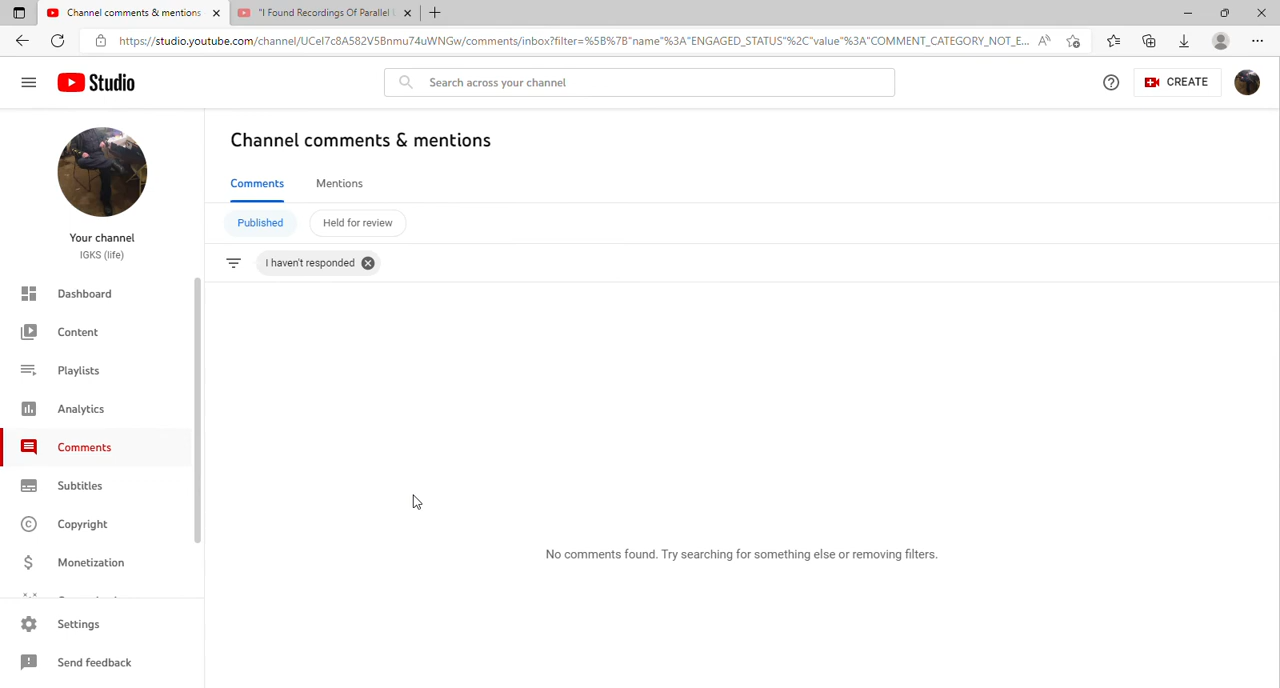 Channel comments & mentions
"I Found Recordings Of Parallel
https://studio.youtube.com/channel/UCel7c8A582V5Bnmu74uWNGw/comments/inbox?filter=%5B%7B"name"%3A"ENGAGED_STATUS"%2C"value"%3A"COMMENT_CATEGORY_NOT_E...
Studio
Search across your channel
CREATE
Channel comments & mentions
Comments
Mentions
Published
Held for review
I haven't responded
Your channel
IGKS (life)
Dashboard
Content
Playlists
Analytics
Comments
Subtitles
Copyright
Monetization
Settings
Send feedback
No comments found. Try searching for something else or removing filters.